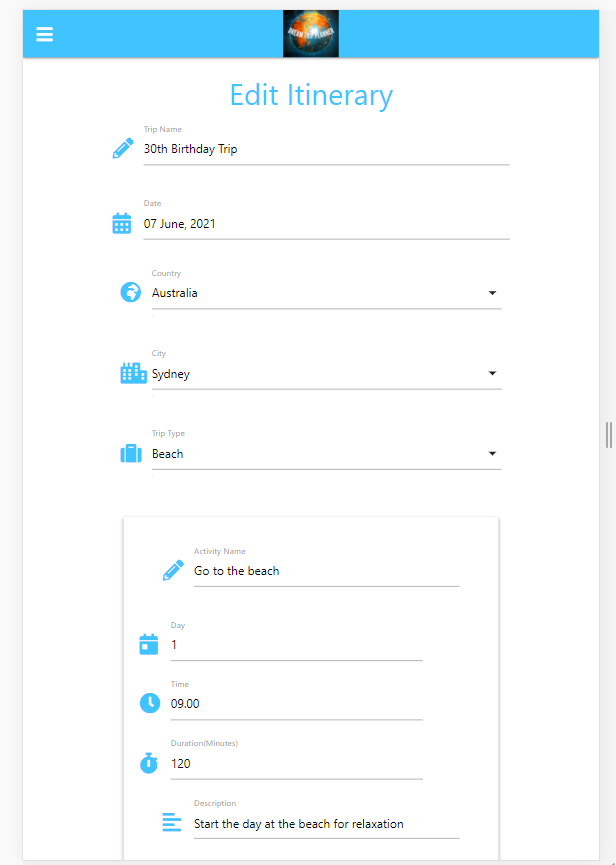 DREAM TRIP PLANNER
Edit Itinerary
Trip Name
30th Birthday Trip
Date
07 June, 2021
Country
Australia
City
Sydney
Trip Type
Beach
Activity Name
Go to the beach
Day
1
Time
09.00
Duration(Minutes)
120
Description
Start the day at the beach for relaxation